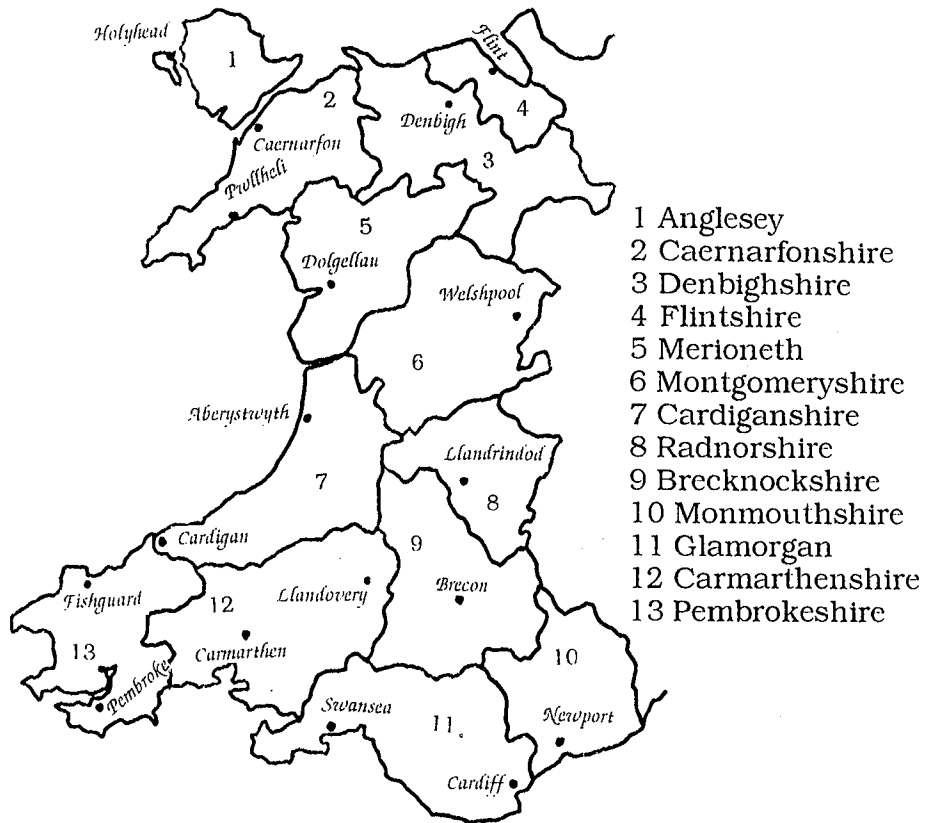 Holyhead
Flint
1
2
4
Denbigh
Caernarfon
3
Pwllheli
5
Dolgellau
Welshpool
6
Aberystwyth
Llandrindod
7
8
Cardigan
9
Fishguard
12
Llandovery
Brecon
13
Carmarthen
10
Pembroke
Swansea
11
Newport
Cardiff
1 Anglesey
2 Caernarfonshire
3 Denbighshire
4 Flintshire
5 Merioneth
6 Montgomeryshire
7 Cardiganshire
8 Radnorshire
9 Brecknockshire
10 Monmouthshire
11 Glamorgan
12 Carmarthenshire
13 Pembrokeshire